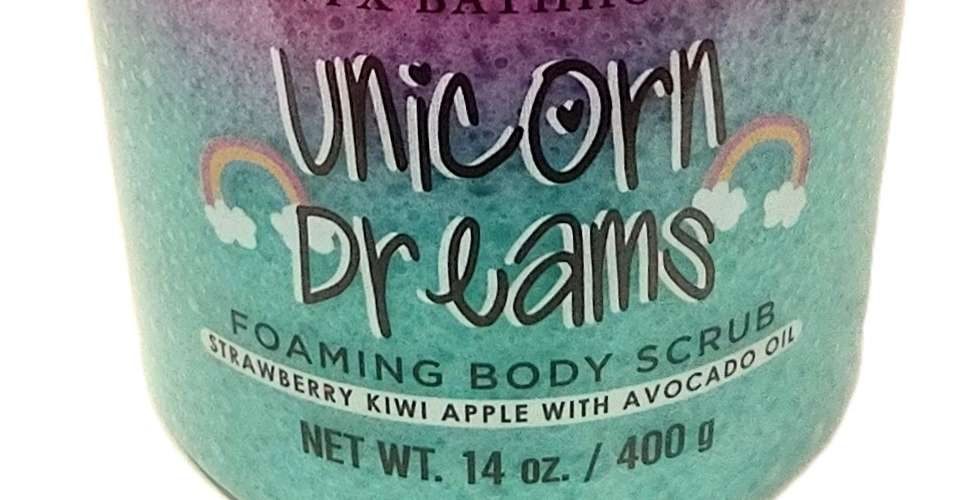 Unicorn
Dreams
FOAMING BODY SCRUB
STRAWBERRY KIWI APPLE WITH AVOCADO OIL
NET WT. 14 oz. / 400 g